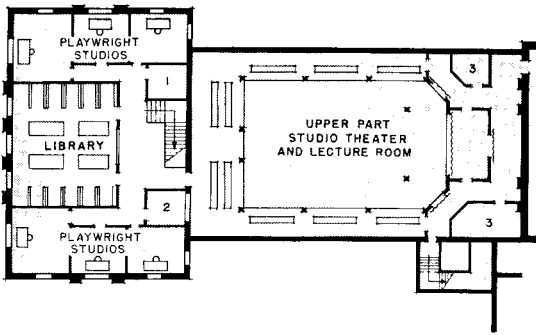 PLAYWRIGHT
STUDIOS
1
3
UPPER PART
STUDIO THEATER
AND LECTURE ROOM
LIBRARY
2
3
PLAYWRIGHT
STUDIOS